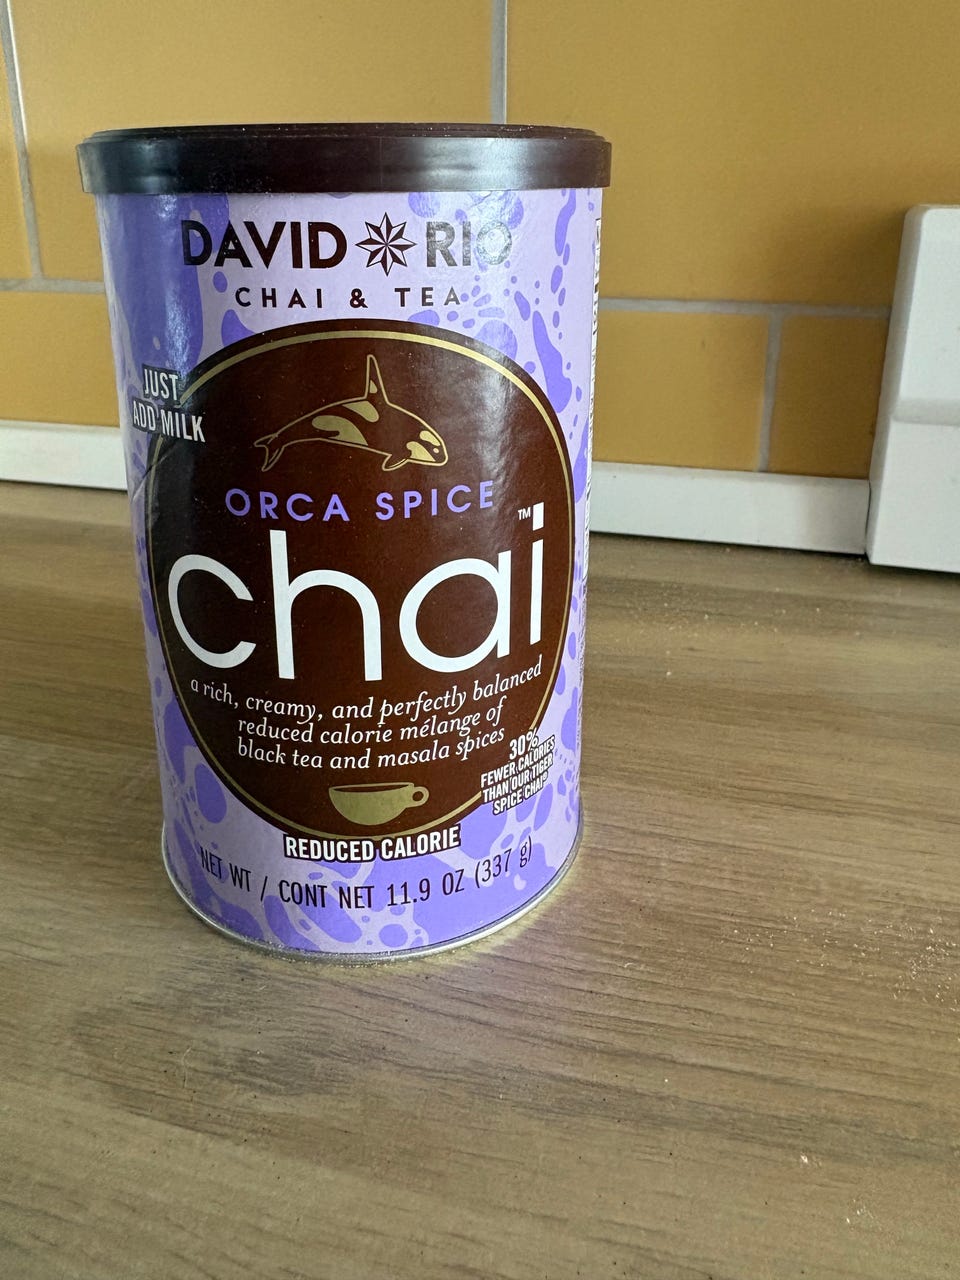 DAVID RIO
CHAI & TEA
JUST
ADD MILK
ORCA SPICE
chai™
a rich, creamy, and perfectly balanced
reduced calorie mélange of
black tea and masala spices
30%
FEWER CALORIES
THAN OUR TIGER
SPICE CHAI*
REDUCED CALORIE
NET WT / CONT NET 11.9 OZ (337 g)